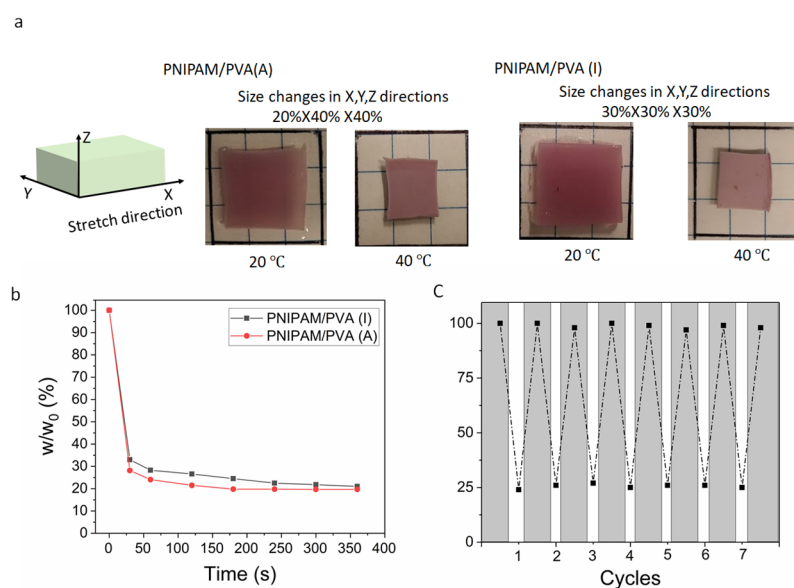 a
PNIPAM/PVA(A)
PNIPAM/PVA (I)
Size changes in X,Y,Z directions
20%X40% X40%
Size changes in X,Y,Z directions
30%X30% X30%
Z
Y
X
Stretch direction
20 ℃
40 ℃
20 ℃
40 ℃
b
100
90
80
70
60
50
40
30
20
10
0
w/w0 (%)
PNIPAM/PVA (I)
PNIPAM/PVA (A)
0 50 100 150 200 250 300 350 400
Time (s)
C
100
75
50
25
0
1 2 3 4 5 6 7
Cycles